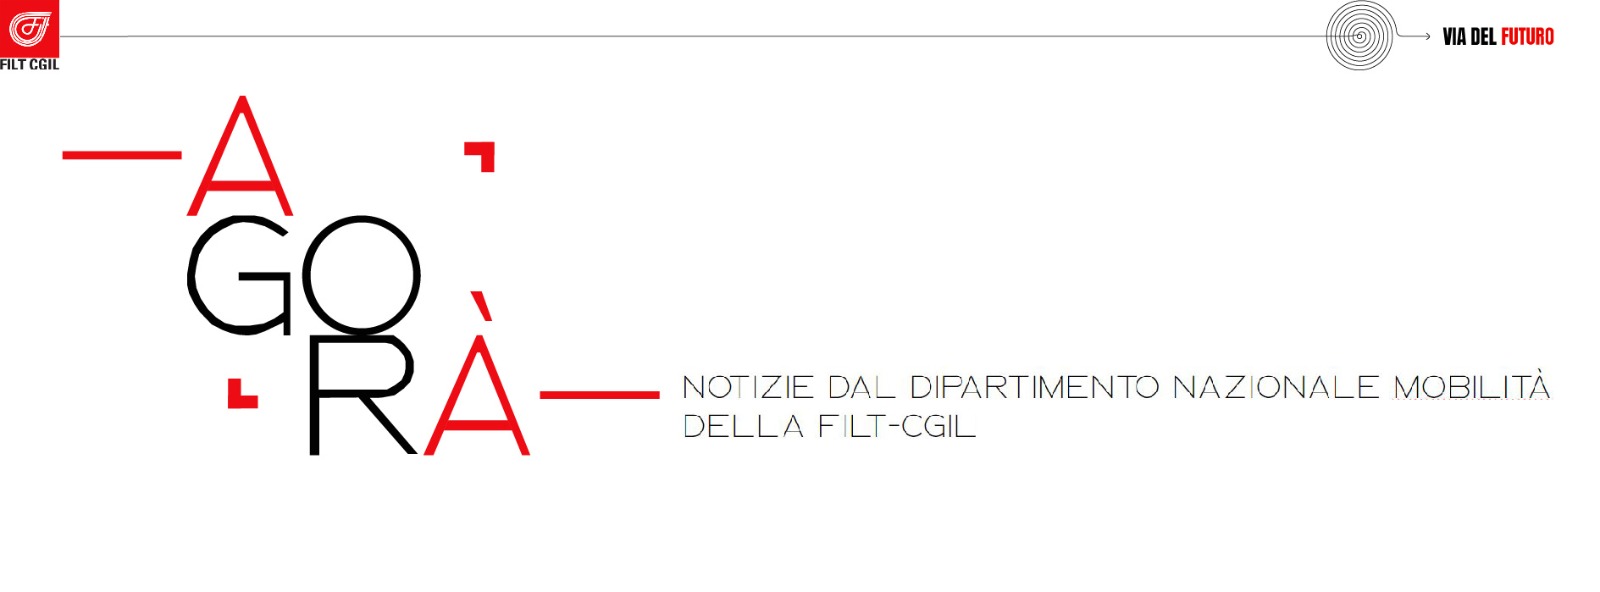 FILT CGIL
VIA DEL FUTURO
A
GO
RÀ
NOTIZIE DAL DIPARTIMENTO NAZIONALE MOBILITÀ
DELLA FILT-CGIL